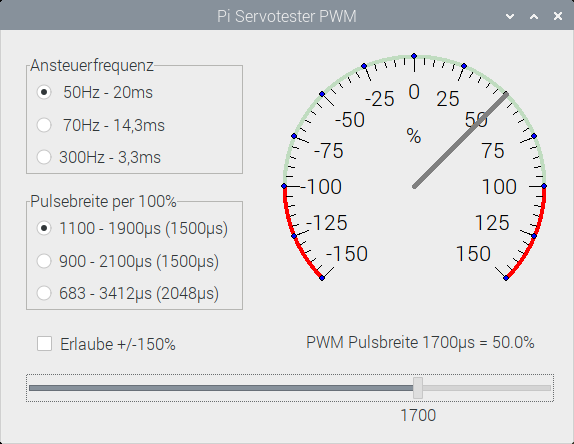 Pi Servotester PWM
Ansteuerfrequenz
50Hz - 20ms
70Hz - 14,3ms
300Hz - 3,3ms
Pulsebreite per 100%
1100 - 1900µs (1500µs)
900 - 2100µs (1500µs)
683 - 3412µs (2048µs)
Erlaube +/-150%
-150
-125
-100
-75
-50
-25
0
25
50
75
100
125
150
%
PWM Pulsbreite 1700µs = 50.0%
1700